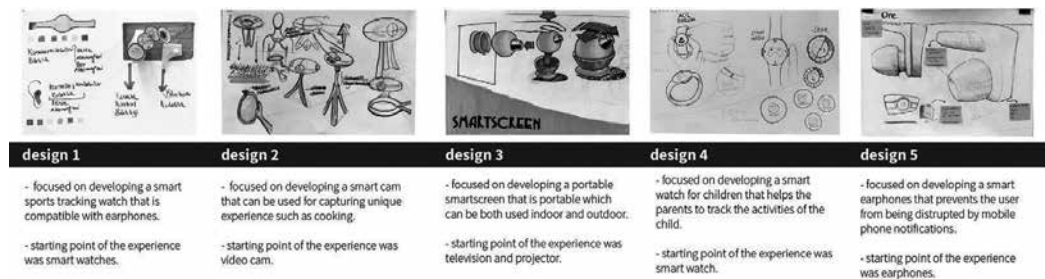 SMARTSCREEN
Ore.
design 1
- focused on developing a smart
sports tracking watch that is
compatible with earphones.
- starting point of the experience
was smart watches.
design 2
- focused on developing a smart cam
that can be used for capturing unique
experience such as cooking.
- starting point of the experience was
video cam.
design 3
- focused on developing a portable
smartscreen that is portable which
can be both used indoor and outdoor.
- starting point of the experience was
television and projector.
design 4
- focused on developing a smart
watch for children that helps the
parents to track the activities of the
child.
- starting point of the experience was
smart watch.
design 5
- focused on developing a smart
earphones that prevents the user
from being distrupted by mobile
phone notifications.
- starting point of the experience
was earphones.